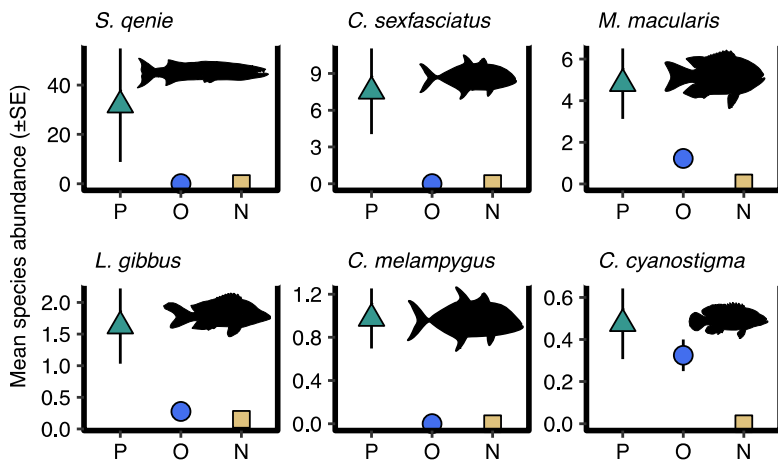 Mean species abundance (±SE)
S. qenie
40
20
0
P O N
C. sexfasciatus
9
6
3
0
P O N
M. macularis
6
4
2
0
P O N
L. gibbus
2.0
1.5
1.0
0.5
0.0
P O N
C. melampygus
1.2
0.8
0.4
0.0
P O N
C. cyanostigma
0.6
0.4
0.2
0.0
P O N